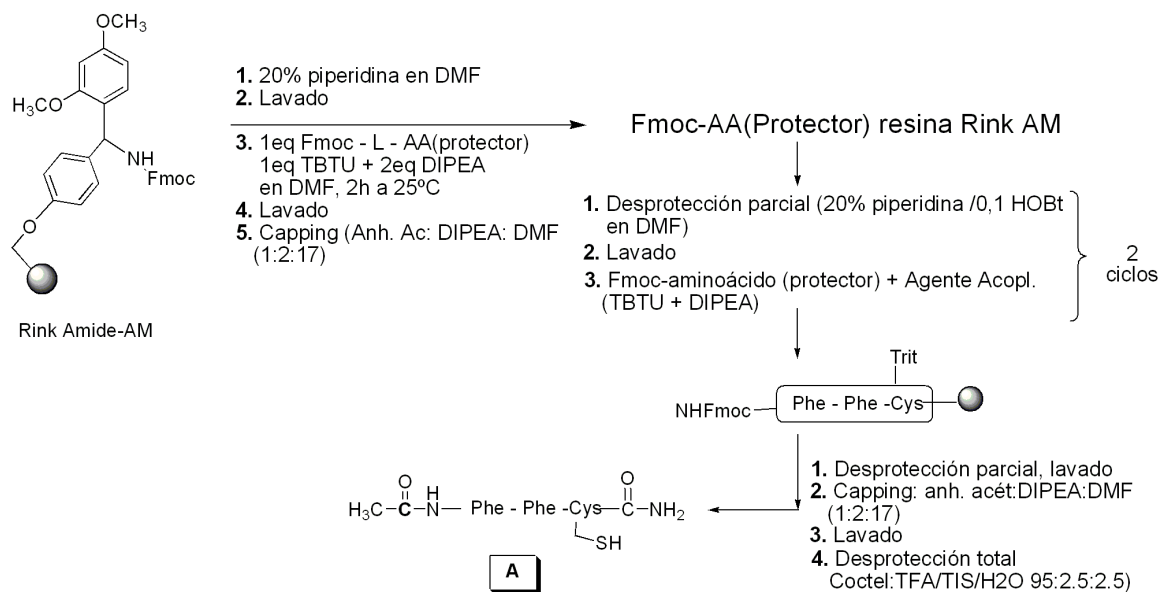 OCH3
H3CO
NH
Fmoc
O
Rink Amide-AM
1. 20% piperidina en DMF
2. Lavado
3. 1eq Fmoc - L - AA(protector)
1eq TBTU + 2eq DIPEA
en DMF, 2h a 25ºC
4. Lavado
5. Capping (Anh. Ac: DIPEA: DMF
(1:2:17)
Fmoc-AA(Protector) resina Rink AM
1. Desprotección parcial (20% piperidina /0,1 HOBt
en DMF)
2. Lavado
3. Fmoc-aminoácido (protector) + Agente Acopl.
(TBTU + DIPEA)
2
ciclos
Trit
NHFmoc
Phe - Phe -Cys
1. Desprotección parcial, lavado
2. Capping: anh. acét:DIPEA:DMF
(1:2:17)
3. Lavado
4. Desprotección total
Coctel:TFA/TIS/H2O 95:2.5:2.5)
O
H
O
H3C-C-N- Phe - Phe -Cys-C-NH2
SH
A